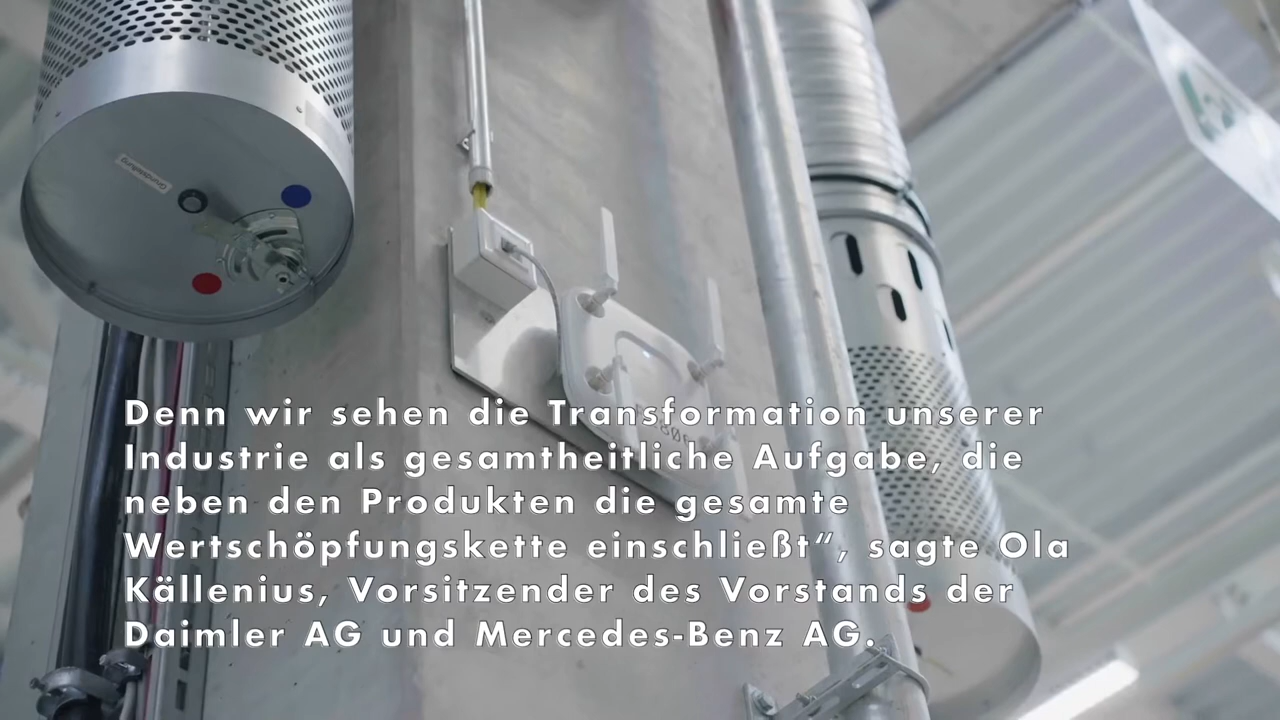 Grundstellung
Denn wir sehen die Transformation unserer
Industrie als gesamtheitliche Aufgabe, die
neben den Produkten die gesamte
Wertschöpfungskette einschließt“, sagte Ola
Källenius, Vorsitzender des Vorstands der
Daimler AG und Mercedes-Benz AG.